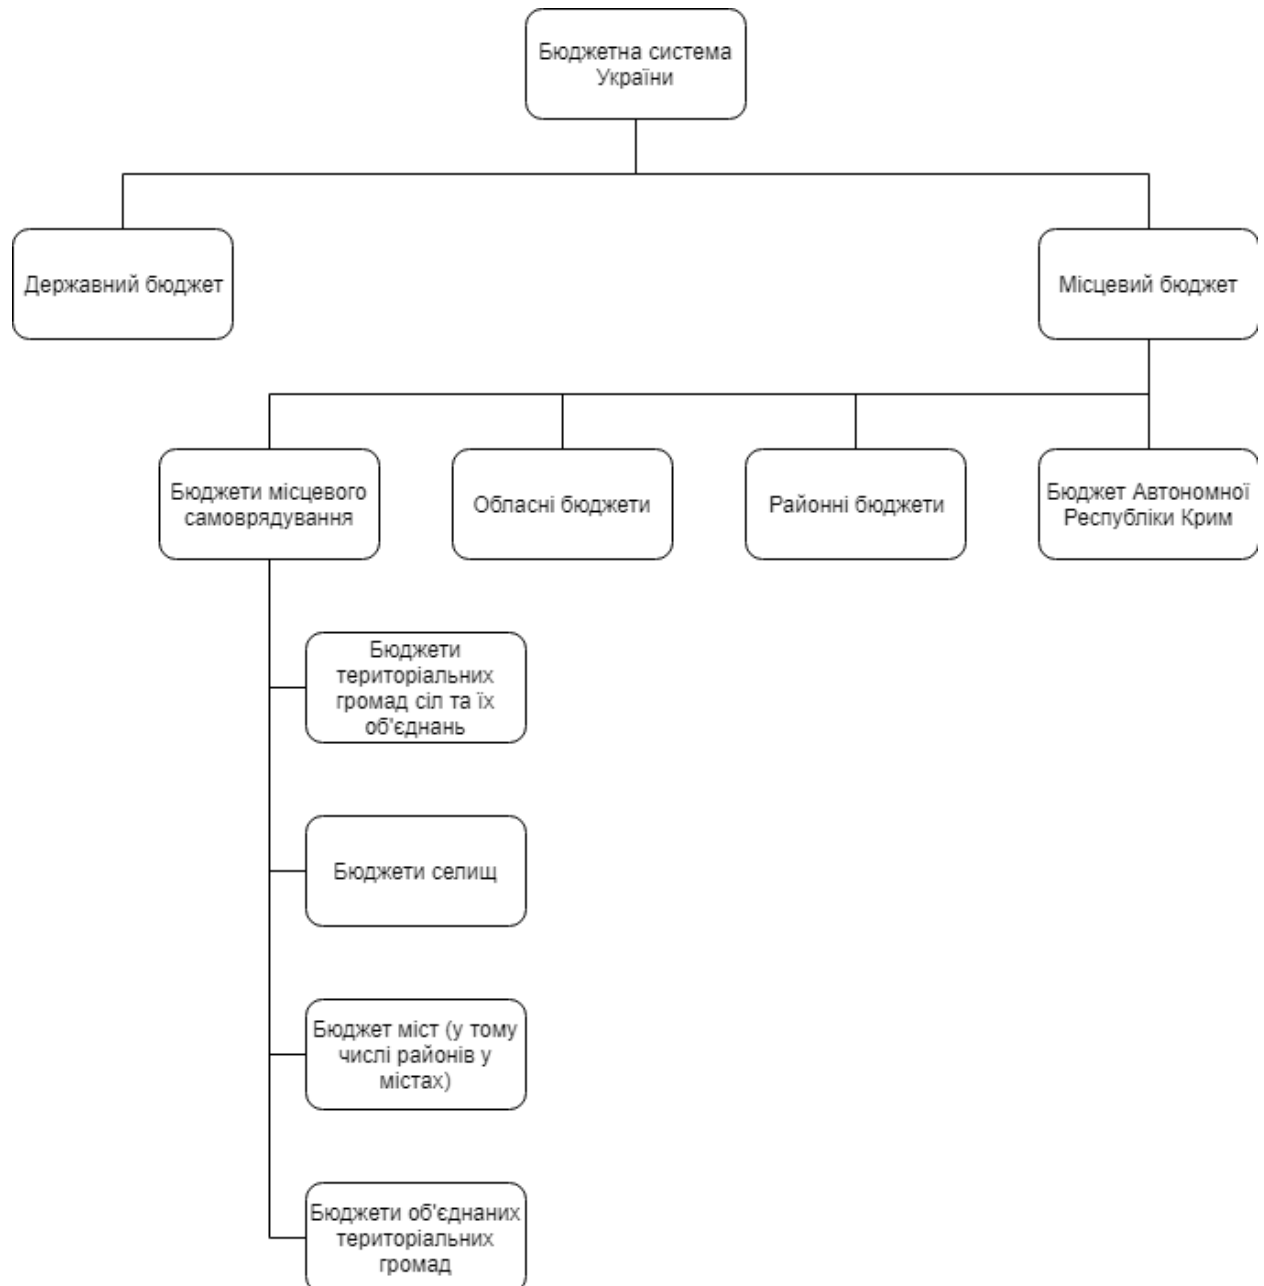 Бюджетна система
України
Державний бюджет
Місцевий бюджет
Бюджети місцевого
самоврядування
Обласні бюджети
Районні бюджети
Бюджет Автономної
Республіки Крим
Бюджети
територіальних
громад сіл та їх
об'єднань
Бюджети селищ
Бюджет міст (у тому
числі районів у
містах)
Бюджети об'єднаних
територіальних
громад